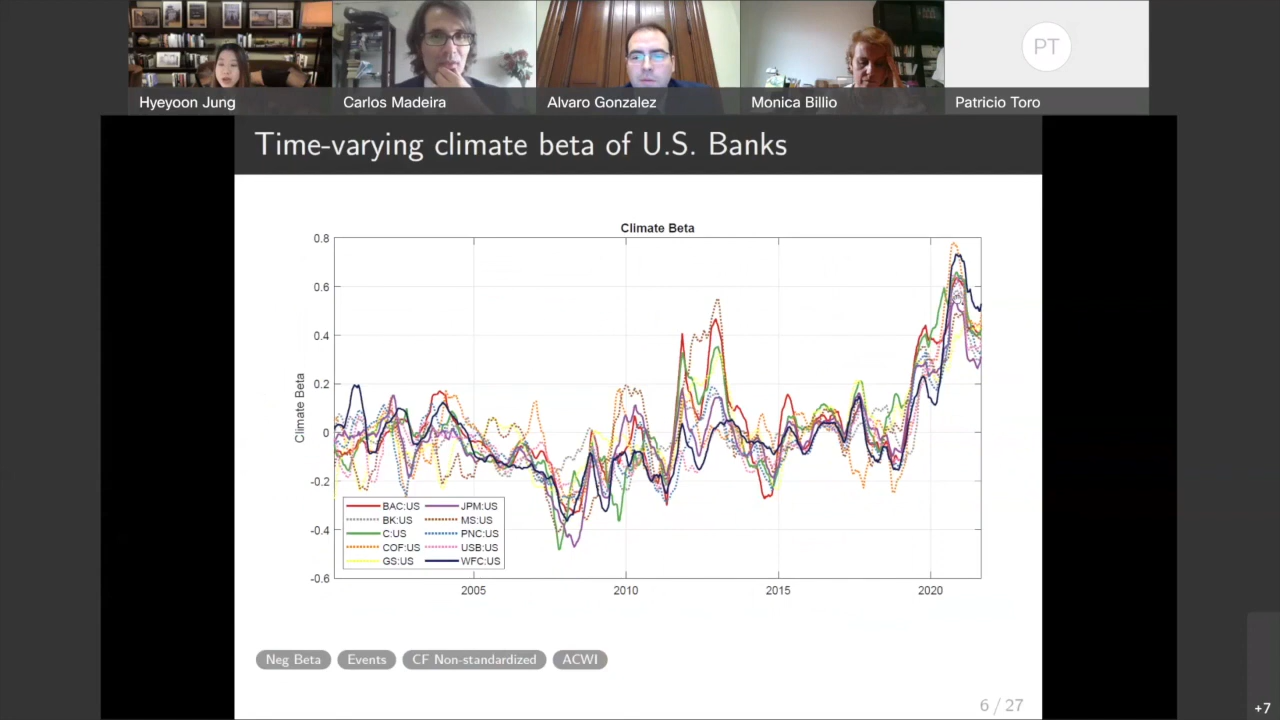 Hyeyoon Jung
Carlos Madeira
Alvaro Gonzalez
Monica Billio
PT
Patricio Toro
Time-varying climate beta of U.S. Banks
Climate Beta
Climate Beta
0.8
0.6
0.4
0.2
0
-0.2
-0.4
-0.6
BAC:US JPM:US
BK:US MS:US
C:US PNC:US
COF:US USB:US
GS:US WFC:US
2005 2010 2015 2020
Neg Beta Events CF Non-standardized ACWI
6 / 27
+7